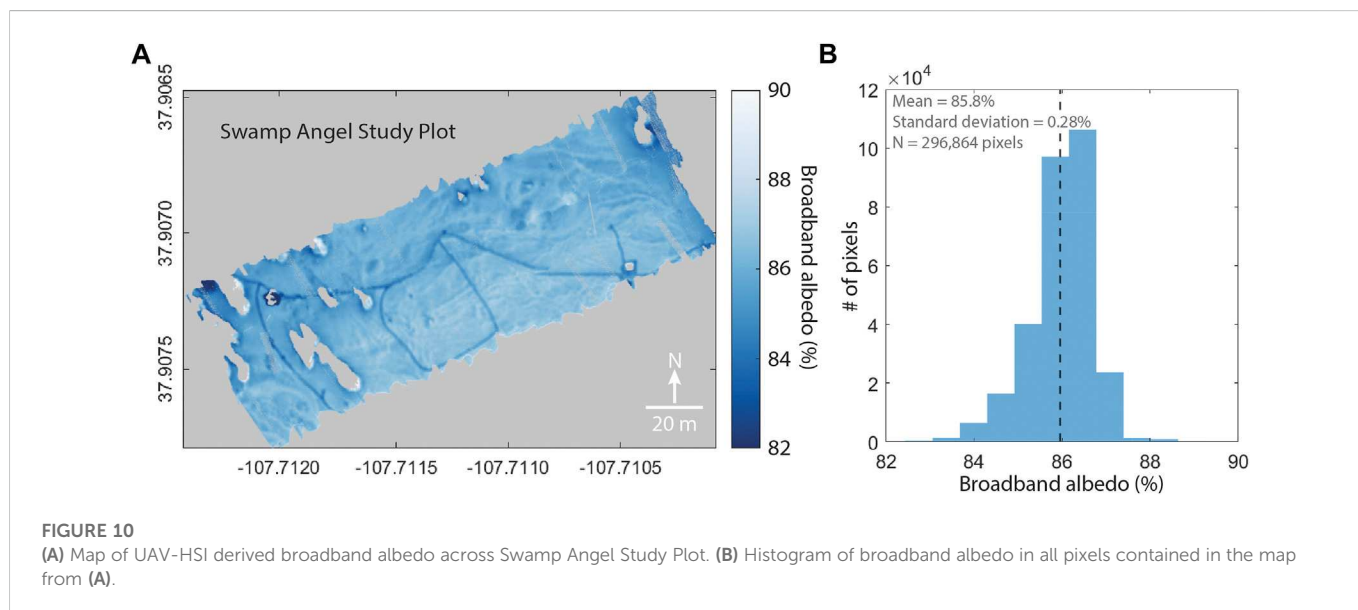 A
Swamp Angel Study Plot
37.9065
37.9070
37.9075
N
20 m
-107.7120
-107.7115
-107.7110
-107.7105
90
88
86
84
82
Broadband albedo (%)
B
×10⁴
Mean = 85.8%
Standard deviation = 0.28%
N = 296,864 pixels
12
10
8
6
4
2
0
# of pixels
82
84
86
88
90
Broadband albedo (%)
FIGURE 10
(A) Map of UAV-HSI derived broadband albedo across Swamp Angel Study Plot. (B) Histogram of broadband albedo in all pixels contained in the map
from (A).